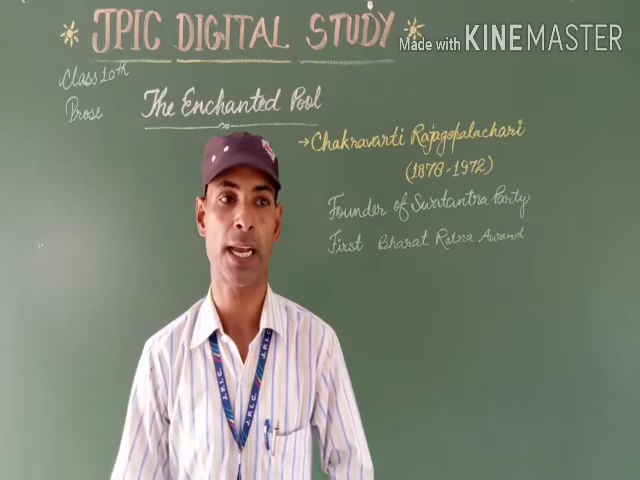 JPIC DIGITAL STUDY
Made with KINEMASTER
Class 10th
Prose
The Enchanted Pool
→ Chakravarti Rajagopalachari
(1878-1972)
Founder of Swatantra Party
First Bharat Ratna Award
J.P.I.C.
J.P.I.C.